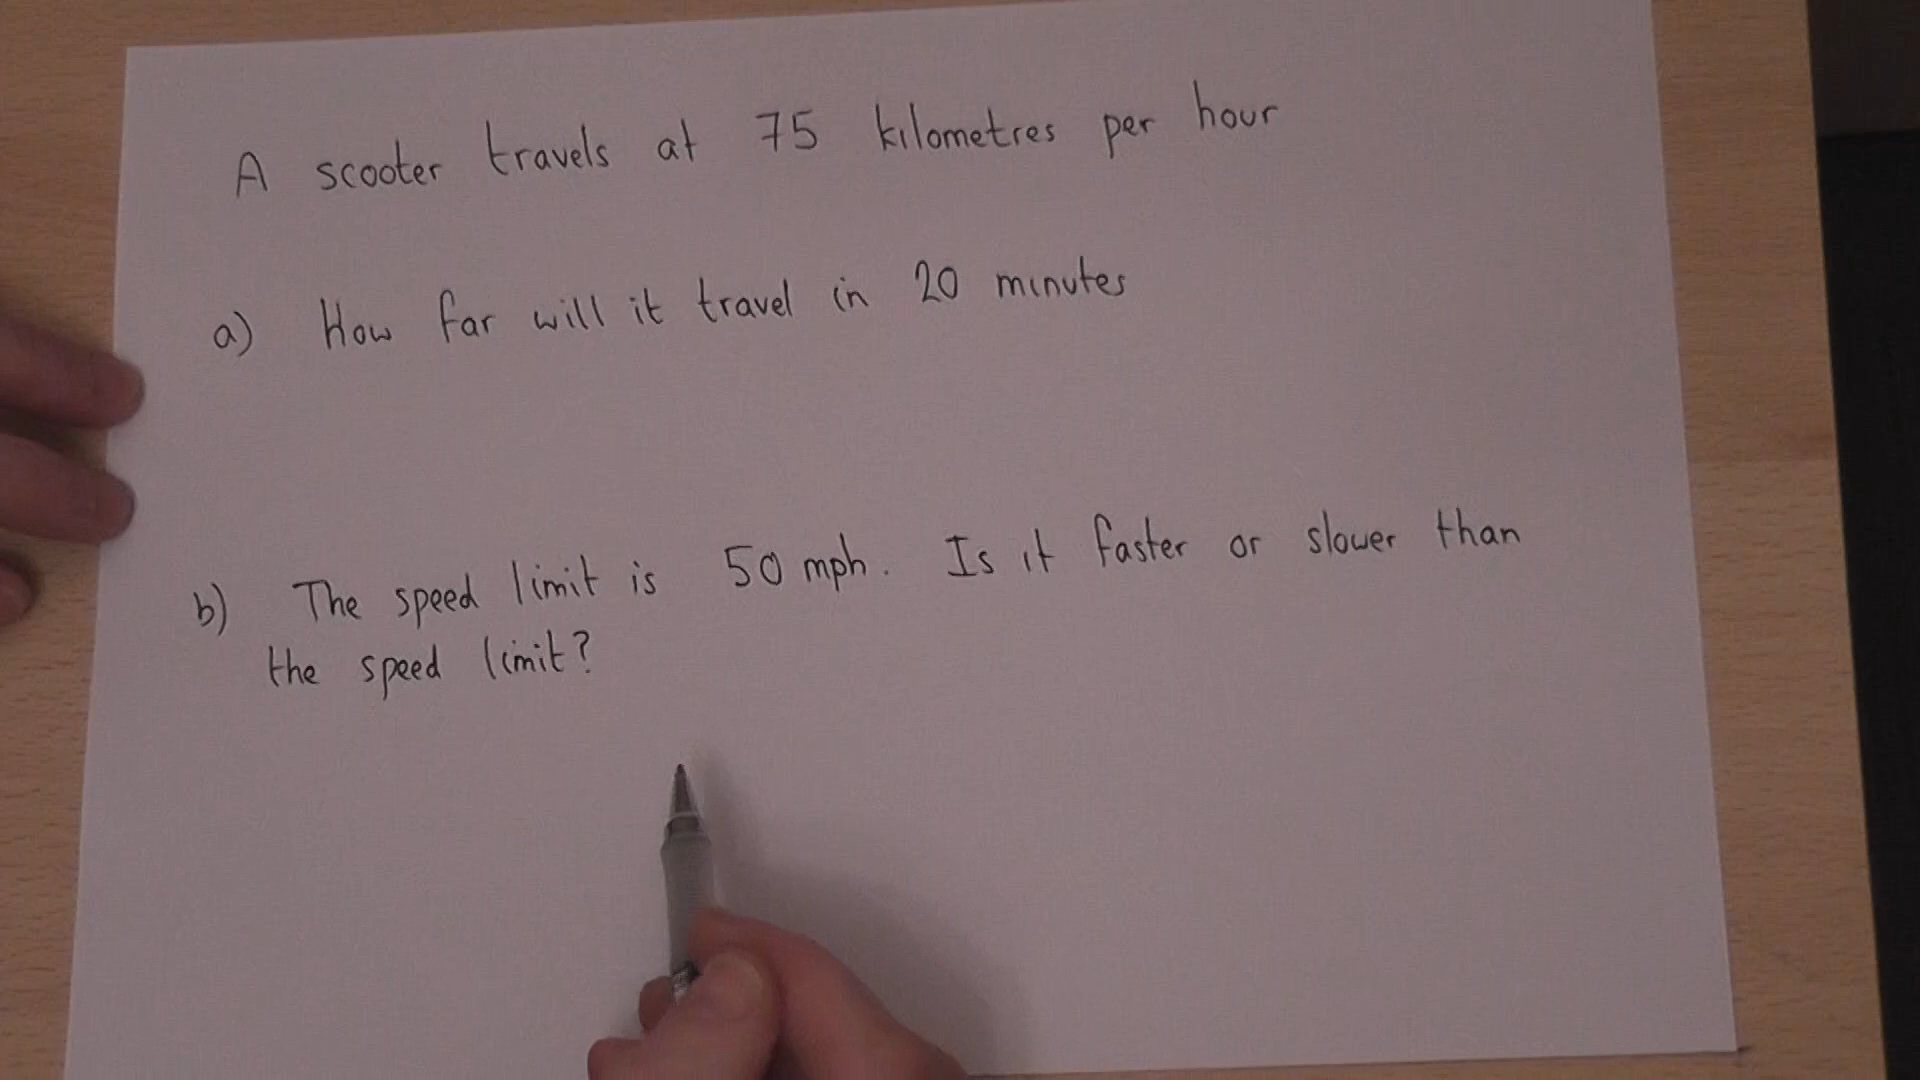 A scooter travels at 75 kilometres per hour
a) How far will it travel in 20 minutes
b) The speed limit is 50 mph. Is it faster or slower than
the speed limit?